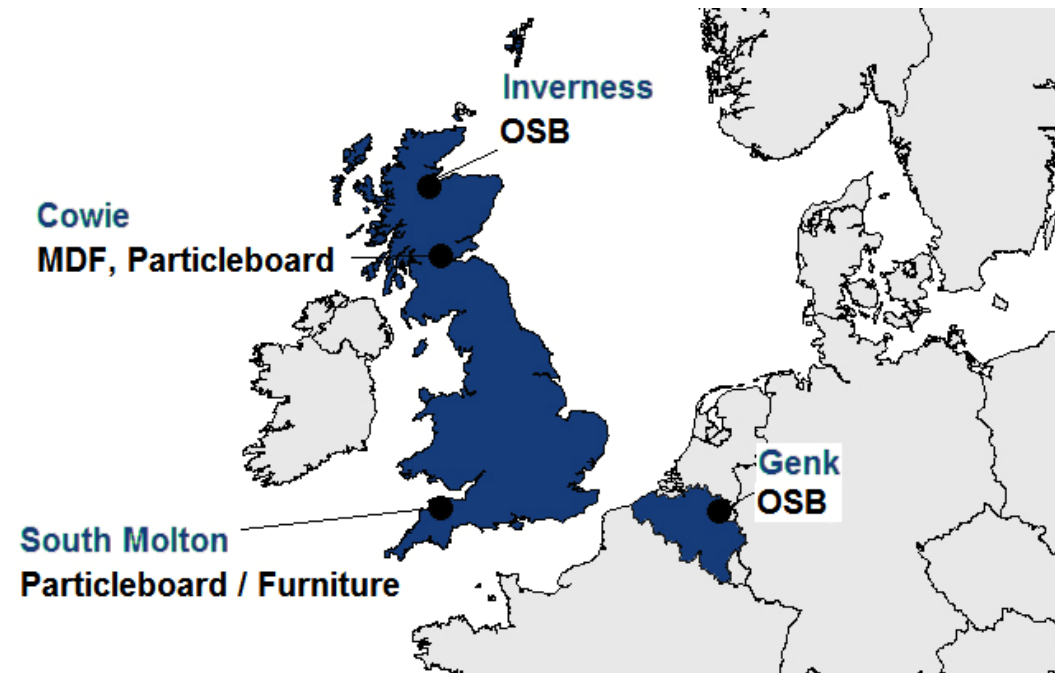 Inverness
OSB
Cowie
MDF, Particleboard
Genk
OSB
South Molton
Particleboard / Furniture